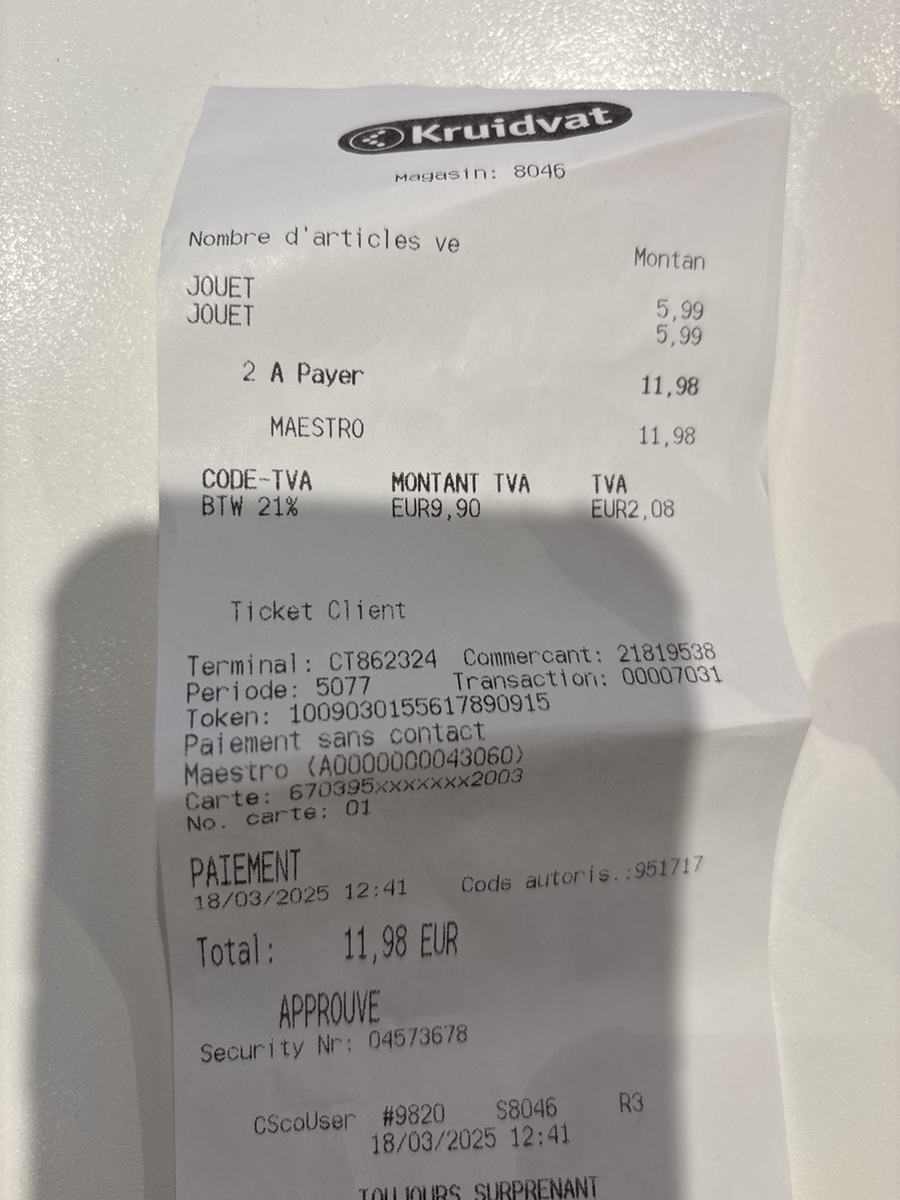 Kruidvat
Magasin: 8046
Nombre d'articles ve Montan
JOUET 5,99
JOUET 5,99
2 A Payer 11,98
MAESTRO 11,98
CODE-TVA MONTANT TVA TVA
BTW 21% EUR9,90 EUR2,08
Ticket Client
Terminal: CT862324 Commercant: 21819538
Periode: 5077 Transaction: 00007031
Token: 1009030155617890915
Paiement sans contact
Maestro (A0000000043060)
Carte: 670395xxxxxxx2003
No. carte: 01
PAIEMENT
18/03/2025 12:41 Code autoris.:951717
Total: 11,98 EUR
APPROUVE
Security Nr: 04573678
CScoUser #9820 S8046 R3
18/03/2025 12:41
TOUJOURS SURPRENANT